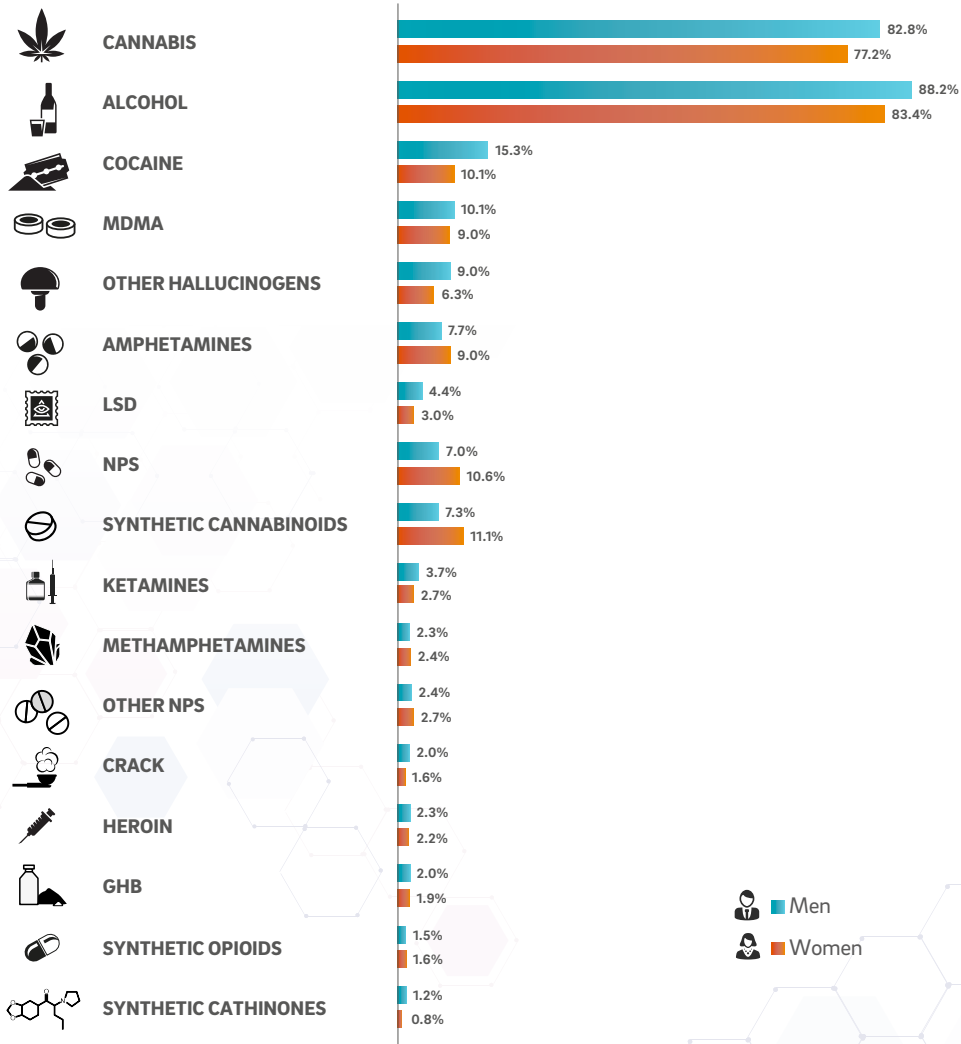 CANNABIS
82.8%
77.2%
ALCOHOL
88.2%
83.4%
COCAINE
15.3%
10.1%
MDMA
10.1%
9.0%
OTHER HALLUCINOGENS
9.0%
6.3%
AMPHETAMINES
7.7%
9.0%
LSD
4.4%
3.0%
NPS
7.0%
10.6%
SYNTHETIC CANNABINOIDS
7.3%
11.1%
KETAMINES
3.7%
2.7%
METHAMPHETAMINES
2.3%
2.4%
OTHER NPS
2.4%
2.7%
CRACK
2.0%
1.6%
HEROIN
2.3%
2.2%
GHB
2.0%
1.9%
Men
SYNTHETIC OPIOIDS
1.5%
1.6%
Women
SYNTHETIC CATHINONES
1.2%
0.8%
O
O
O
N